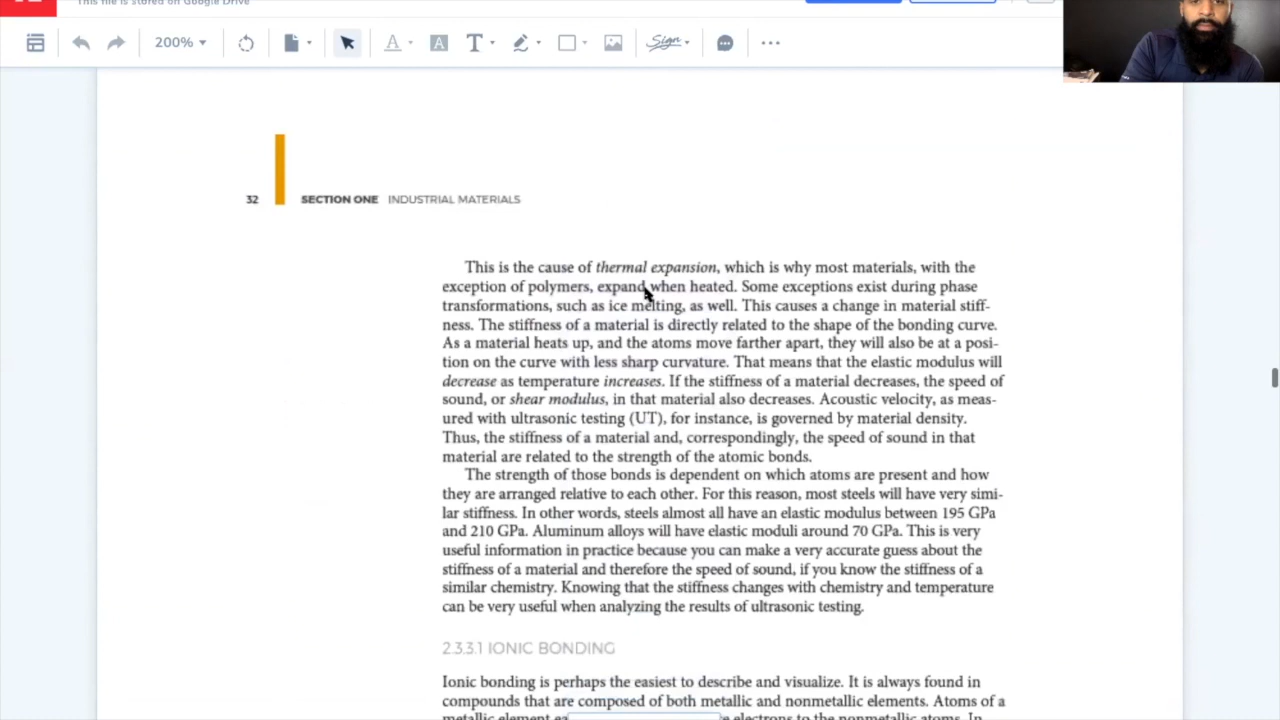 This file is stored on Google Drive
200%
A
A
T
Sign
32 SECTION ONE INDUSTRIAL MATERIALS
This is the cause of thermal expansion, which is why most materials, with the
exception of polymers, expand when heated. Some exceptions exist during phase
transformations, such as ice melting, as well. This causes a change in material stiff-
ness. The stiffness of a material is directly related to the shape of the bonding curve.
As a material heats up, and the atoms move farther apart, they will also be at a posi-
tion on the curve with less sharp curvature. That means that the elastic modulus will
decrease as temperature increases. If the stiffness of a material decreases, the speed of
sound, or shear modulus, in that material also decreases. Acoustic velocity, as meas-
ured with ultrasonic testing (UT), for instance, is governed by material density.
Thus, the stiffness of a material and, correspondingly, the speed of sound in that
material are related to the strength of the atomic bonds.
The strength of those bonds is dependent on which atoms are present and how
they are arranged relative to each other. For this reason, most steels will have very simi-
lar stiffness. In other words, steels almost all have an elastic modulus between 195 GPa
and 210 GPa. Aluminum alloys will have elastic moduli around 70 GPa. This is very
useful information in practice because you can make a very accurate guess about the
stiffness of a material and therefore the speed of sound, if you know the stiffness of a
similar chemistry. Knowing that the stiffness changes with chemistry and temperature
can be very useful when analyzing the results of ultrasonic testing.
2.3.3.1 IONIC BONDING
Ionic bonding is perhaps the easiest to describe and visualize. It is always found in
compounds that are composed of both metallic and nonmetallic elements. Atoms of a
metallic element electrons to the nonmetallic atoms. In